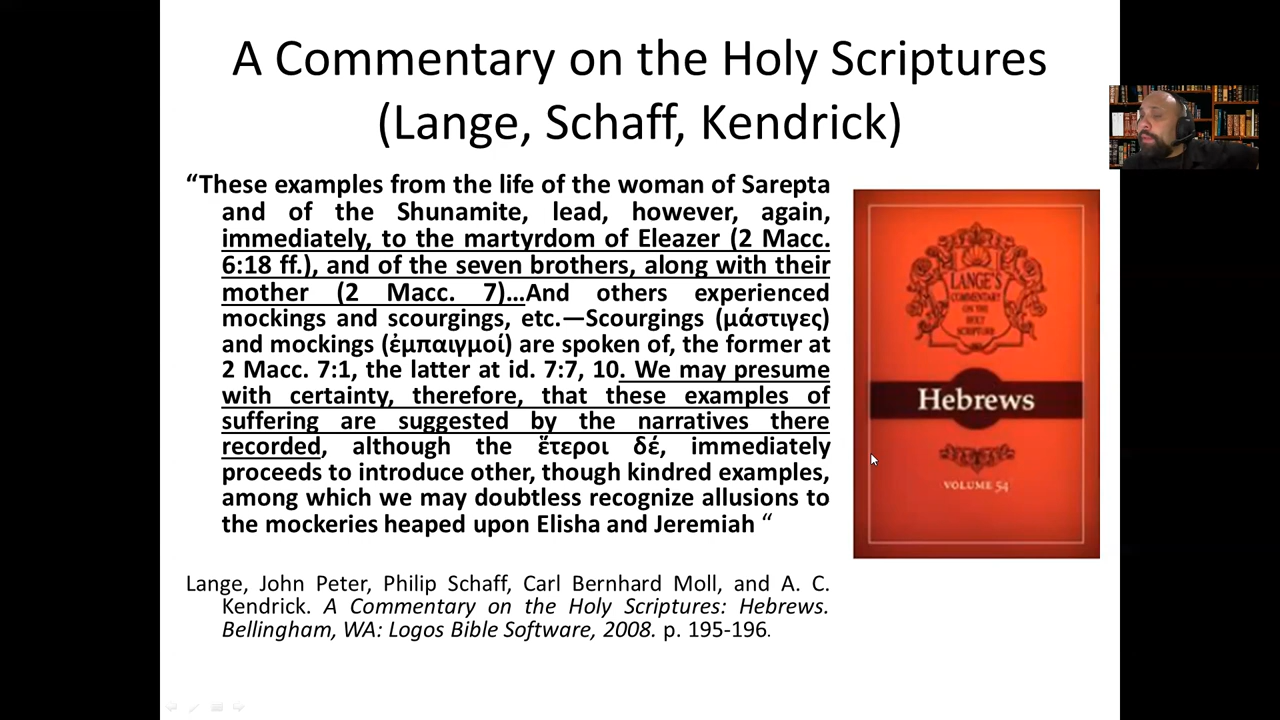 A Commentary on the Holy Scriptures
(Lange, Schaff, Kendrick)
“These examples from the life of the woman of Sarepta
and of the Shunamite, lead, however, again,
immediately, to the martyrdom of Eleazer (2 Macc.
6:18 ff.), and of the seven brothers, along with their
mother (2 Macc. 7)…And others experienced
mockings and scourgings, etc.—Scourgings (μάστιγες)
and mockings (ἐμπαιγμοί) are spoken of, the former at
2 Macc. 7:1, the latter at id. 7:7, 10. We may presume
with certainty, therefore, that these examples of
suffering are suggested by the narratives there
recorded, although the ἕτεροι δέ, immediately
proceeds to introduce other, though kindred examples,
among which we may doubtless recognize allusions to
the mockeries heaped upon Elisha and Jeremiah “
Lange, John Peter, Philip Schaff, Carl Bernhard Moll, and A. C.
Kendrick. A Commentary on the Holy Scriptures: Hebrews.
Bellingham, WA: Logos Bible Software, 2008. p. 195-196.
LANGE'S
COMMENTARY
ON THE
HOLY
SCRIPTURE
Hebrews
VOLUME 54